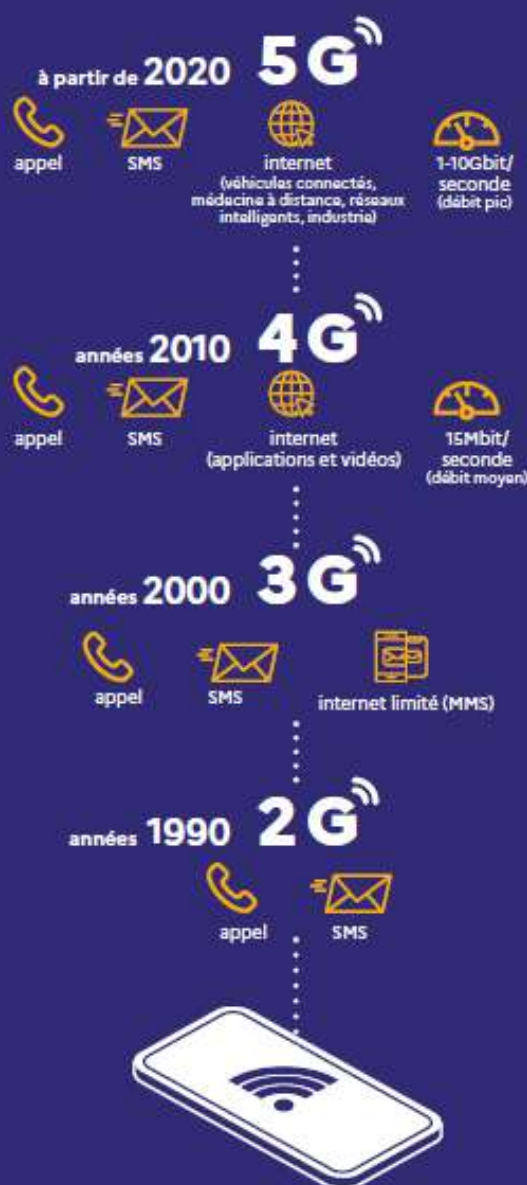 à partir de 2020 5G
appel
SMS
internet
(véhicules connectés,
médecine à distance, réseaux
intelligents, industrie)
1-10Gbit/
seconde
(débit pic)
années 2010 4G
appel
SMS
internet
(applications et vidéos)
15Mbit/
seconde
(débit moyen)
années 2000 3G
appel
SMS
internet limité (MMS)
années 1990 2G
appel
SMS